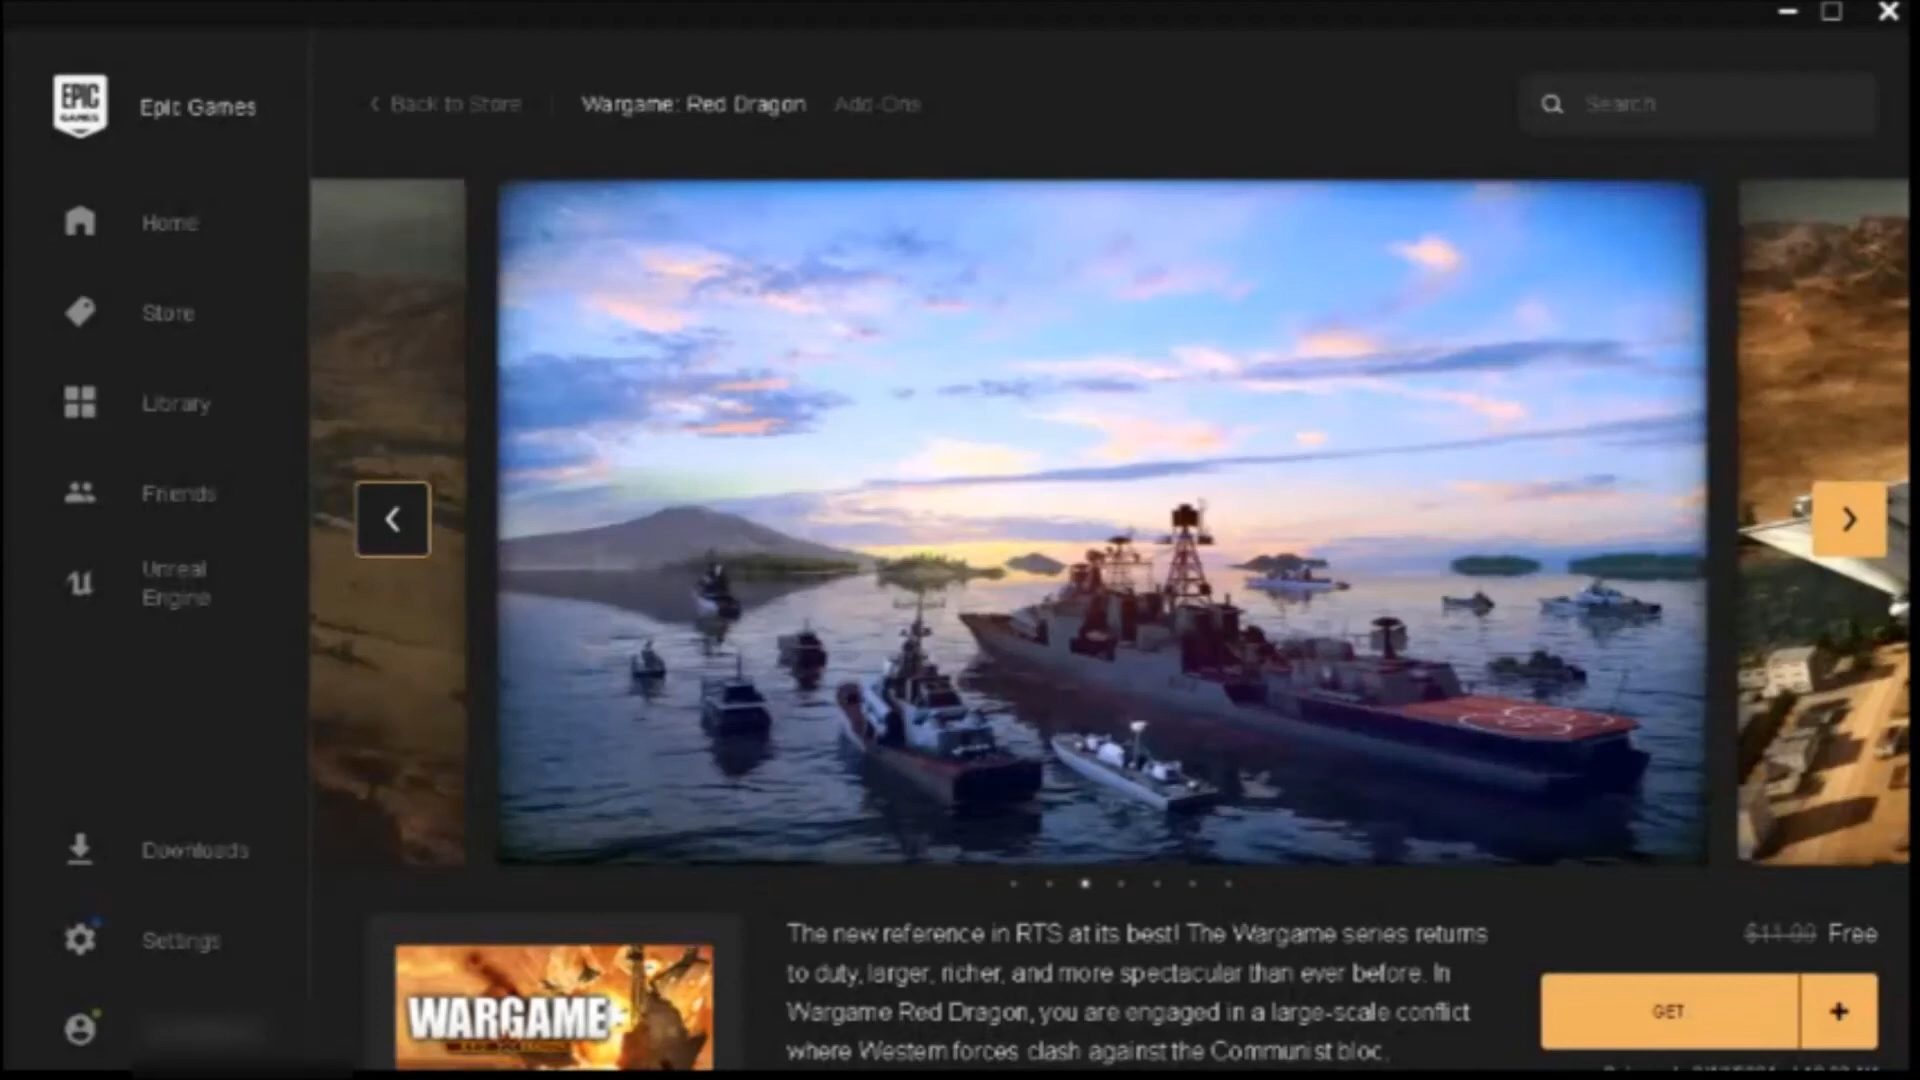 EPIC
GAMES
Epic Games
Back to Store
Wargame: Red Dragon
Add-Ons
Search
Home
Store
Library
Friends
Unreal
Engine
Downloads
Settings
The new reference in RTS at its best! The Wargame series returns
to duty, larger, richer, and more spectacular than ever before. In
Wargame Red Dragon, you are engaged in a large-scale conflict
where Western forces clash against the Communist bloc.
WARGAME
Free
GET
+